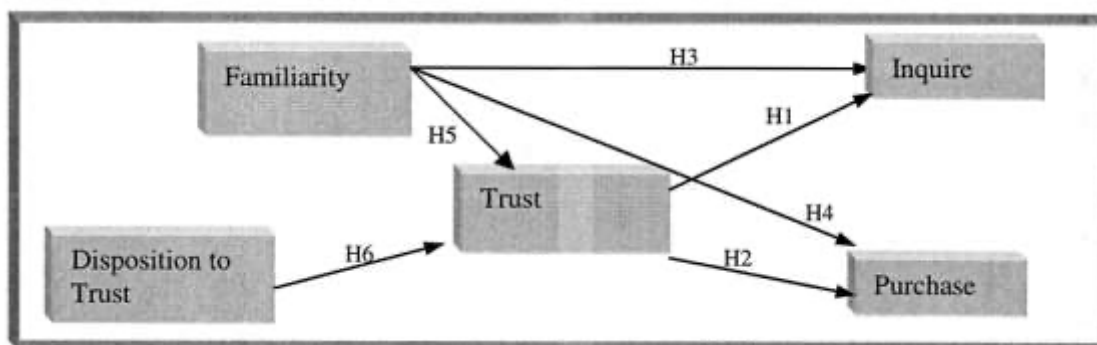 Familiarity
H3
Inquire
H1
H5
Trust
H4
Disposition to
Trust
H6
H2
Purchase